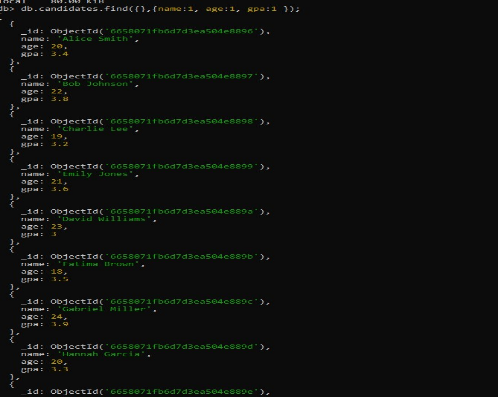 local 80.00 KiB
db> db.candidates.find({},{name:1, age:1, gpa:1 });
[
{
_id: ObjectId('6658071fb6d7d3ea504e8896'),
name: 'Alice Smith',
age: 20,
gpa: 3.4
},
{
_id: ObjectId('6658071fb6d7d3ea504e8897'),
name: 'Bob Johnson',
age: 22,
gpa: 3.8
},
{
_id: ObjectId('6658071fb6d7d3ea504e8898'),
name: 'Charlie Lee',
age: 19,
gpa: 3.2
},
{
_id: ObjectId('6658071fb6d7d3ea504e8899'),
name: 'Emily Jones',
age: 21,
gpa: 3.6
},
{
_id: ObjectId('6658071fb6d7d3ea504e889a'),
name: 'David Williams',
age: 23,
gpa: 3
},
{
_id: ObjectId('6658071fb6d7d3ea504e889b'),
name: 'Fatima Brown',
age: 18,
gpa: 3.5
},
{
_id: ObjectId('6658071fb6d7d3ea504e889c'),
name: 'Gabriel Miller',
age: 24,
gpa: 3.9
},
{
_id: ObjectId('6658071fb6d7d3ea504e889d'),
name: 'Hannah Garcia',
age: 20,
gpa: 3.3
},
{
_id: ObjectId('6658071fb6d7d3ea504e889e'),